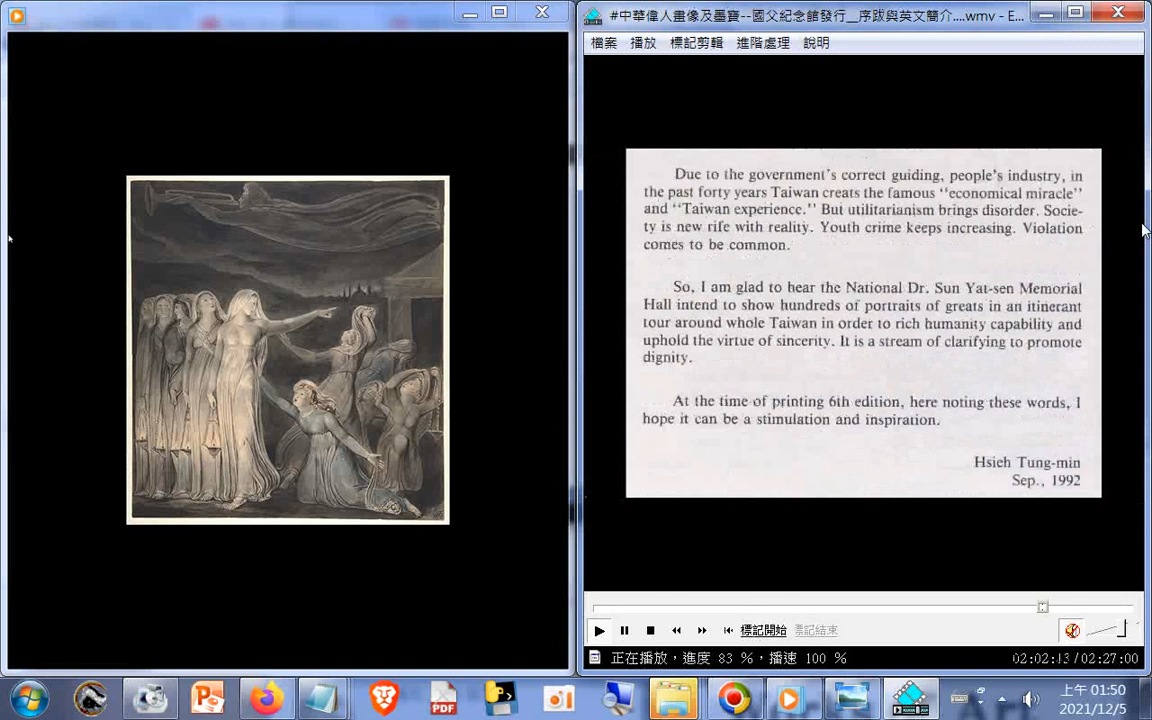 #中華偉人畫像及墨寶--國父紀念館發行__序跋與英文簡介....wmv - E...
檔案 播放 標記剪輯 進階處理 說明
Due to the government's correct guiding, people's industry, in
the past forty years Taiwan creats the famous "economical miracle"
and "Taiwan experience." But utilitarianism brings disorder. Socie-
ty is new rife with reality. Youth crime keeps increasing. Violation
comes to be common.
So, I am glad to hear the National Dr. Sun Yat-sen Memorial
Hall intend to show hundreds of portraits of greats in an itinerant
tour around whole Taiwan in order to rich humanity capability and
uphold the virtue of sincerity. It is a stream of clarifying to promote
dignity.
At the time of printing 6th edition, here noting these words, I
hope it can be a stimulation and inspiration.
Hsieh Tung-min
Sep., 1992
標記開始 標記結束
正在播放，進度 83 %，播速 100 %
02:02:13 / 02:27:00
PDF
上午 01:50
2021/12/5